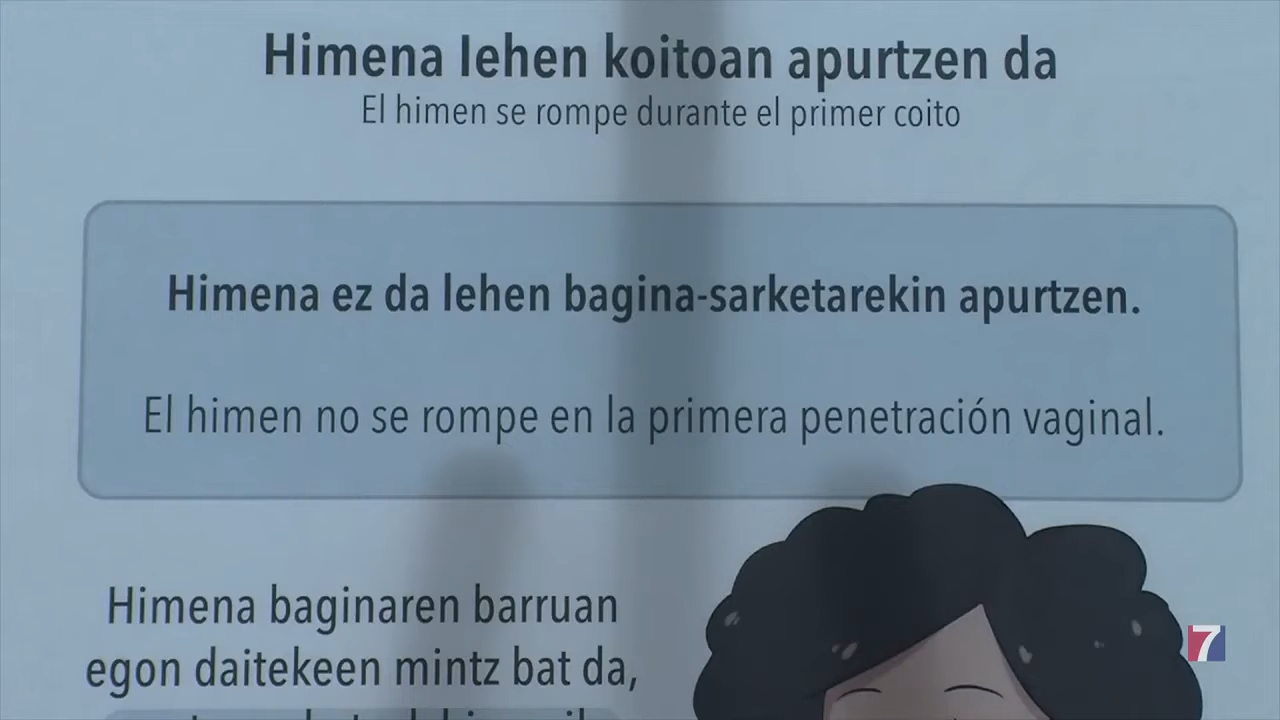 Himena lehen koitoan apurtzen da
El himen se rompe durante el primer coito
Himena ez da lehen bagina-sarketarekin apurtzen.
El himen no se rompe en la primera penetración vaginal.
Himena baginaren barruan
egon daitekeen mintz bat da,
7